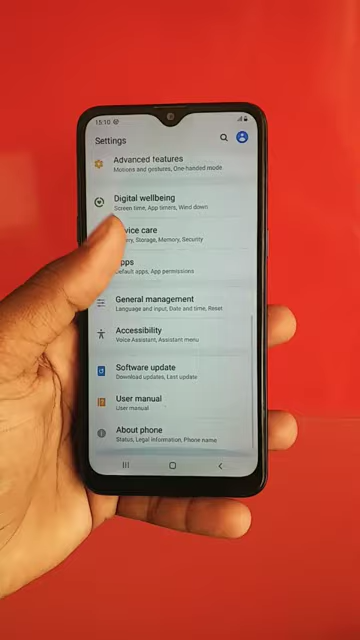 15:10
Settings
Advanced features
Motions and gestures, One-handed mode
Digital wellbeing
Screen time, App timers, Wind down
vice care
ery, Storage, Memory, Security
pps
Default apps, App permissions
General management
Language and input, Date and time, Reset
Accessibility
Voice Assistant, Assistant menu
Software update
Download updates, Last update
User manual
User manual
About phone
Status, Legal information, Phone name